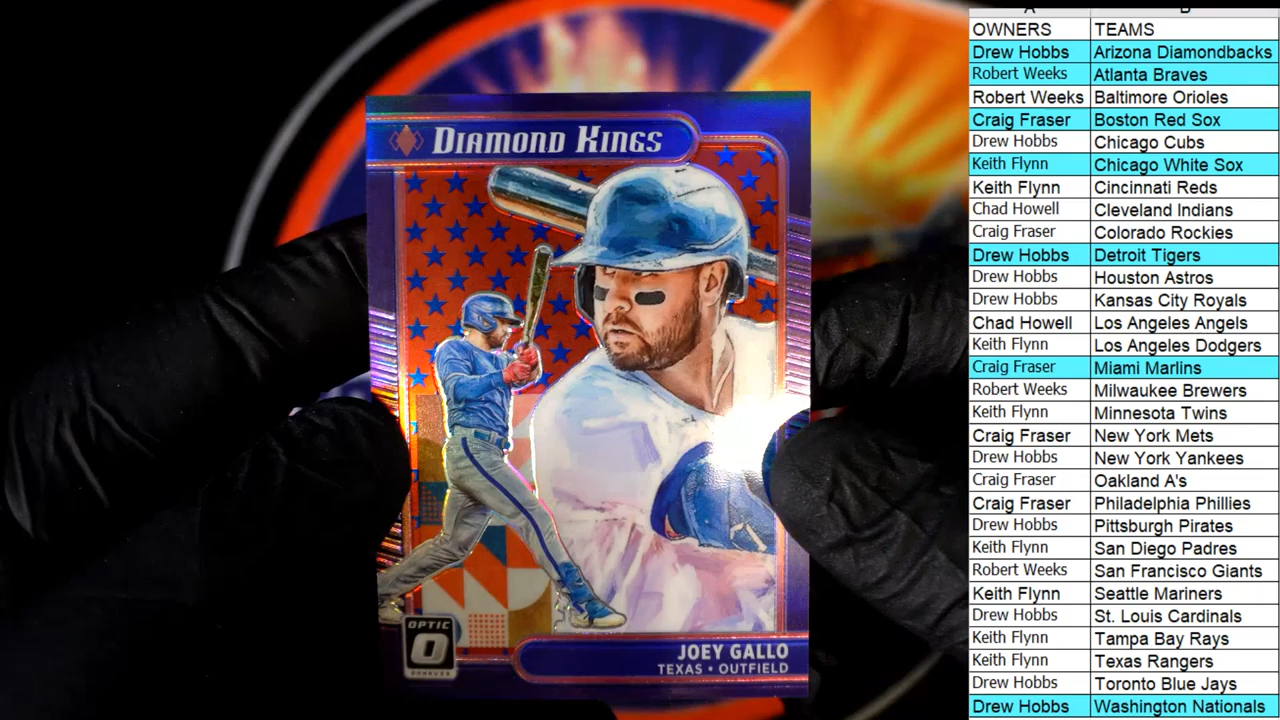 DIAMOND KINGS
OPTIC
O
DONRUSS
JOEY GALLO
TEXAS • OUTFIELD
A B
OWNERS TEAMS
Drew Hobbs Arizona Diamondbacks
Robert Weeks Atlanta Braves
Robert Weeks Baltimore Orioles
Craig Fraser Boston Red Sox
Drew Hobbs Chicago Cubs
Keith Flynn Chicago White Sox
Keith Flynn Cincinnati Reds
Chad Howell Cleveland Indians
Craig Fraser Colorado Rockies
Drew Hobbs Detroit Tigers
Drew Hobbs Houston Astros
Drew Hobbs Kansas City Royals
Chad Howell Los Angeles Angels
Keith Flynn Los Angeles Dodgers
Craig Fraser Miami Marlins
Robert Weeks Milwaukee Brewers
Keith Flynn Minnesota Twins
Craig Fraser New York Mets
Drew Hobbs New York Yankees
Craig Fraser Oakland A's
Craig Fraser Philadelphia Phillies
Drew Hobbs Pittsburgh Pirates
Keith Flynn San Diego Padres
Robert Weeks San Francisco Giants
Keith Flynn Seattle Mariners
Drew Hobbs St. Louis Cardinals
Keith Flynn Tampa Bay Rays
Keith Flynn Texas Rangers
Drew Hobbs Toronto Blue Jays
Drew Hobbs Washington Nationals